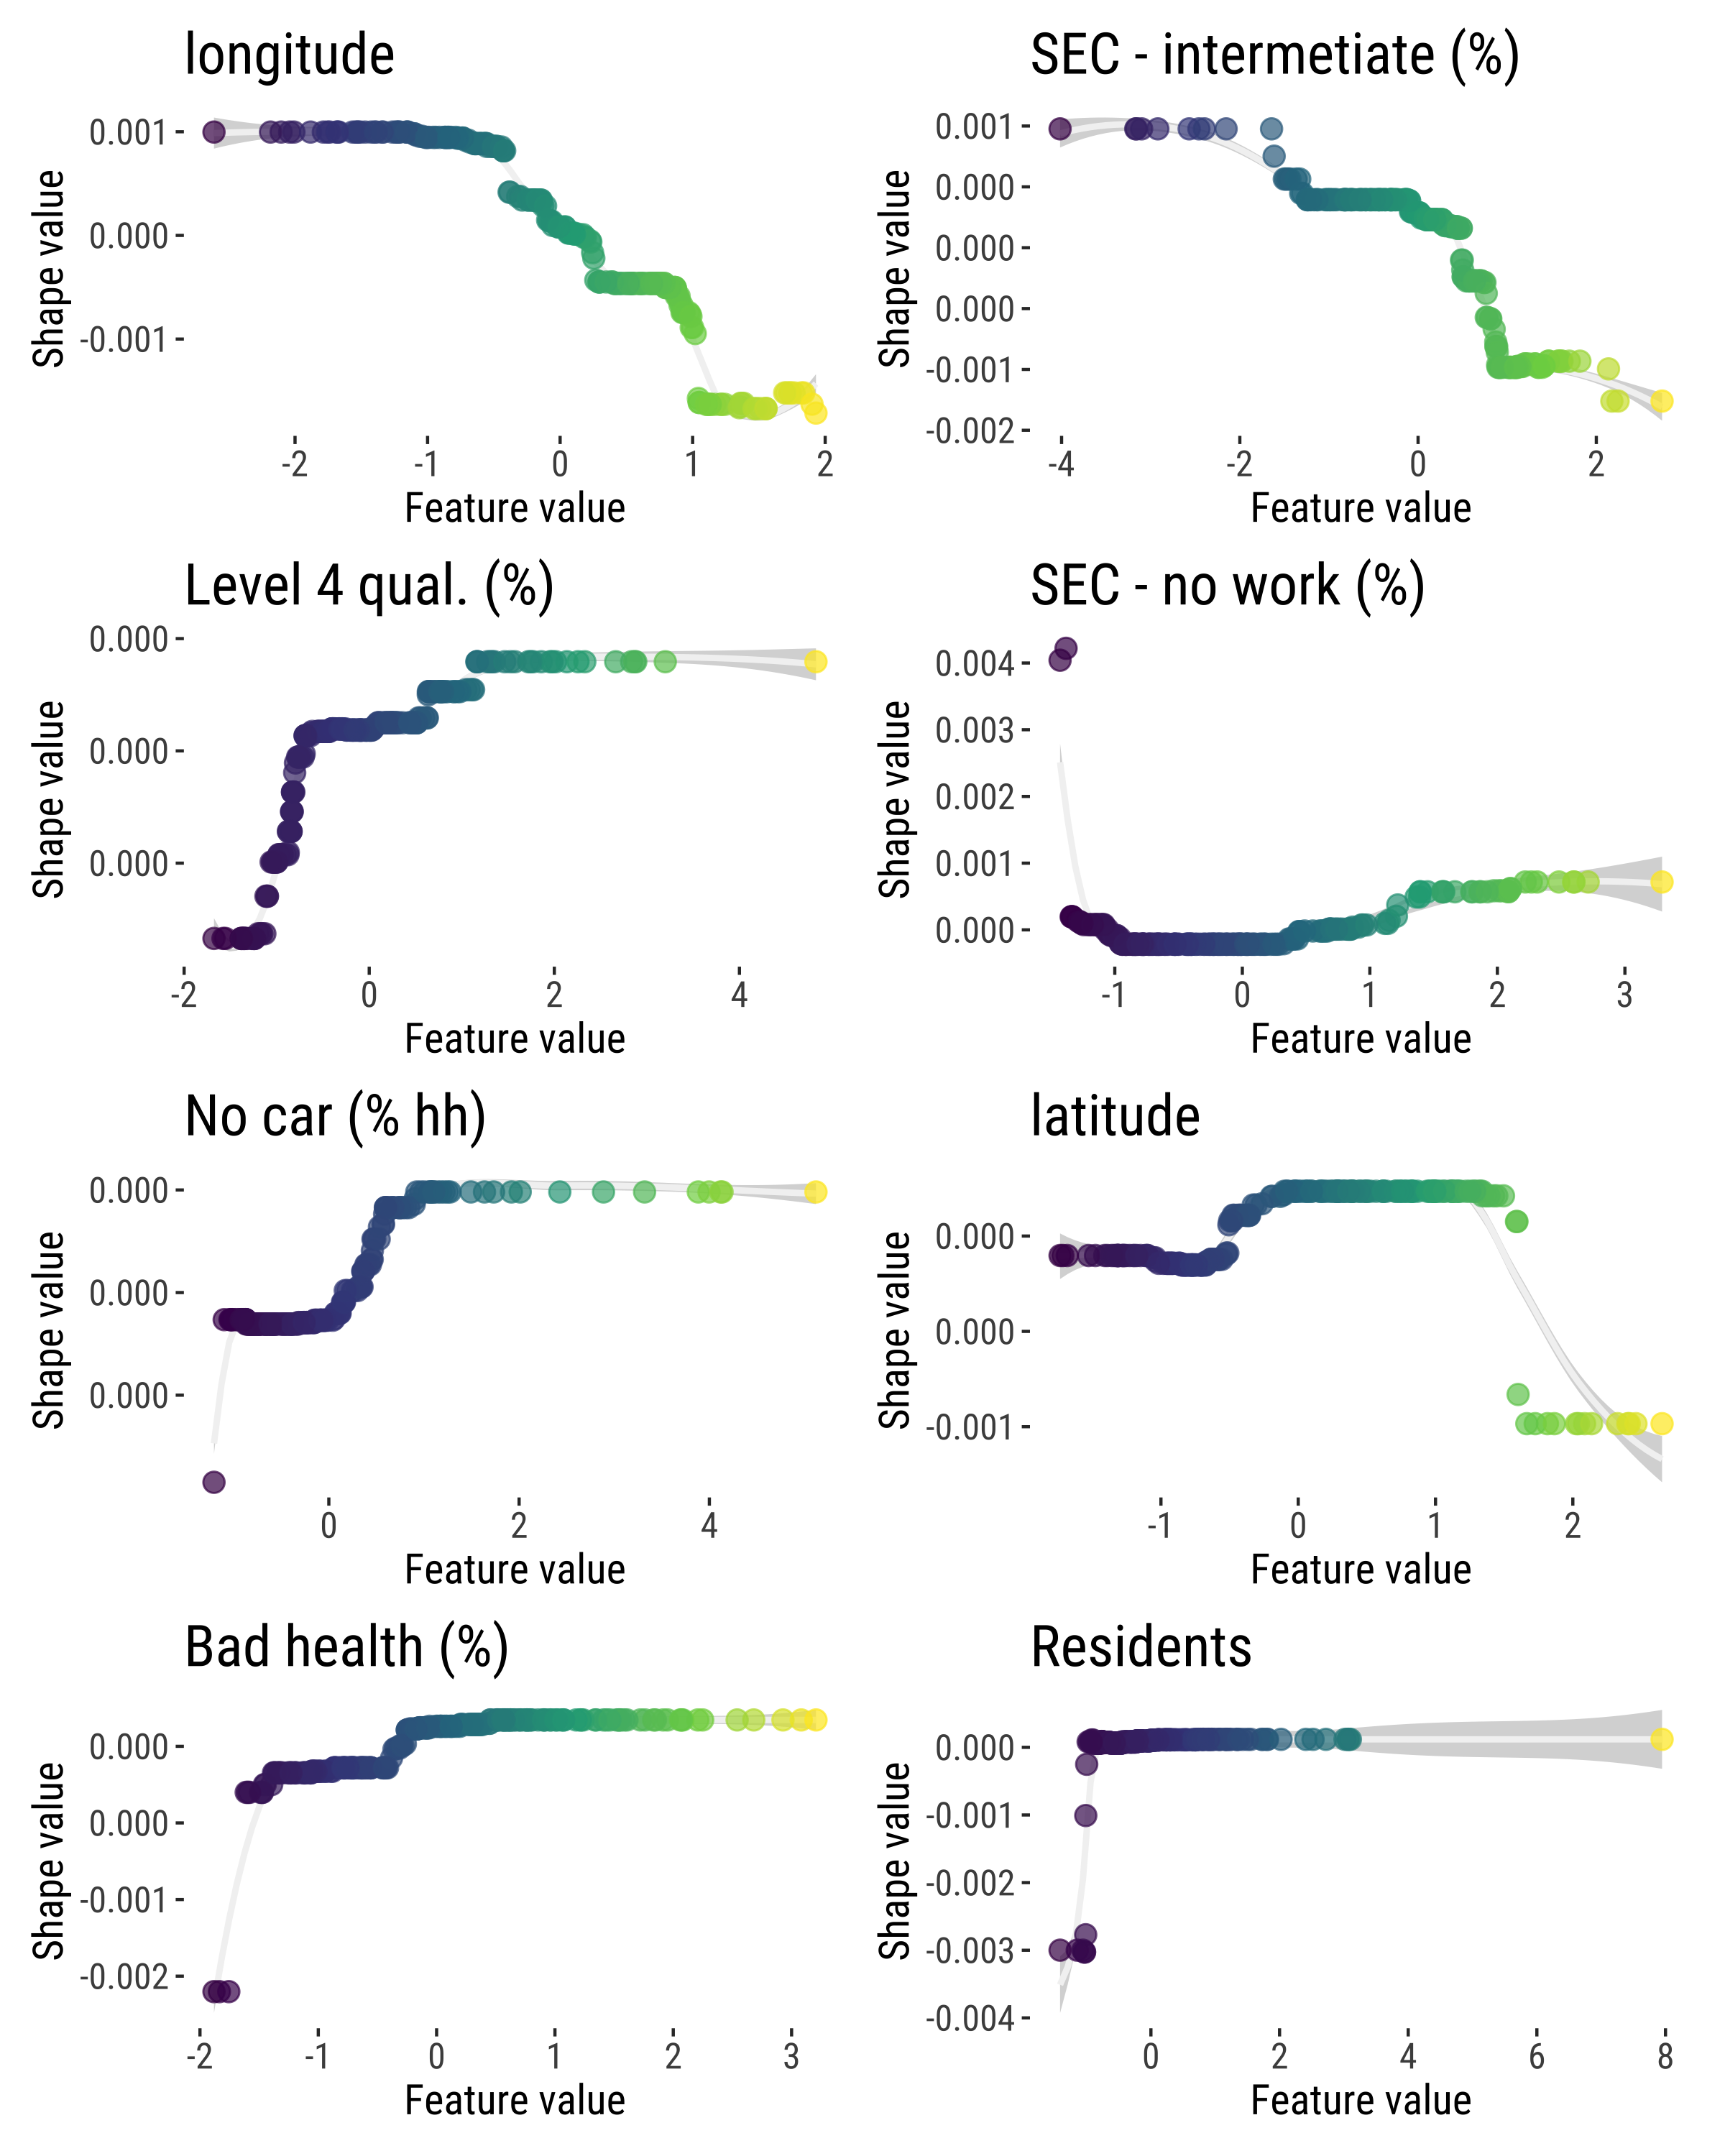 longitude
0.001
0.000
-0.001
Shape value
-2 -1 0 1 2
Feature value
SEC - intermetiate (%)
0.001
0.000
0.000
0.000
-0.001
-0.002
Shape value
-4 -2 0 2
Feature value
Level 4 qual. (%)
0.000
0.000
0.000
Shape value
-2 0 2 4
Feature value
SEC - no work (%)
0.004
0.003
0.002
0.001
0.000
Shape value
-1 0 1 2 3
Feature value
No car (% hh)
0.000
0.000
0.000
Shape value
0 2 4
Feature value
latitude
0.000
0.000
-0.001
Shape value
-1 0 1 2
Feature value
Bad health (%)
0.000
0.000
-0.001
-0.002
Shape value
-2 -1 0 1 2 3
Feature value
Residents
0.000
-0.001
-0.002
-0.003
-0.004
Shape value
0 2 4 6 8
Feature value